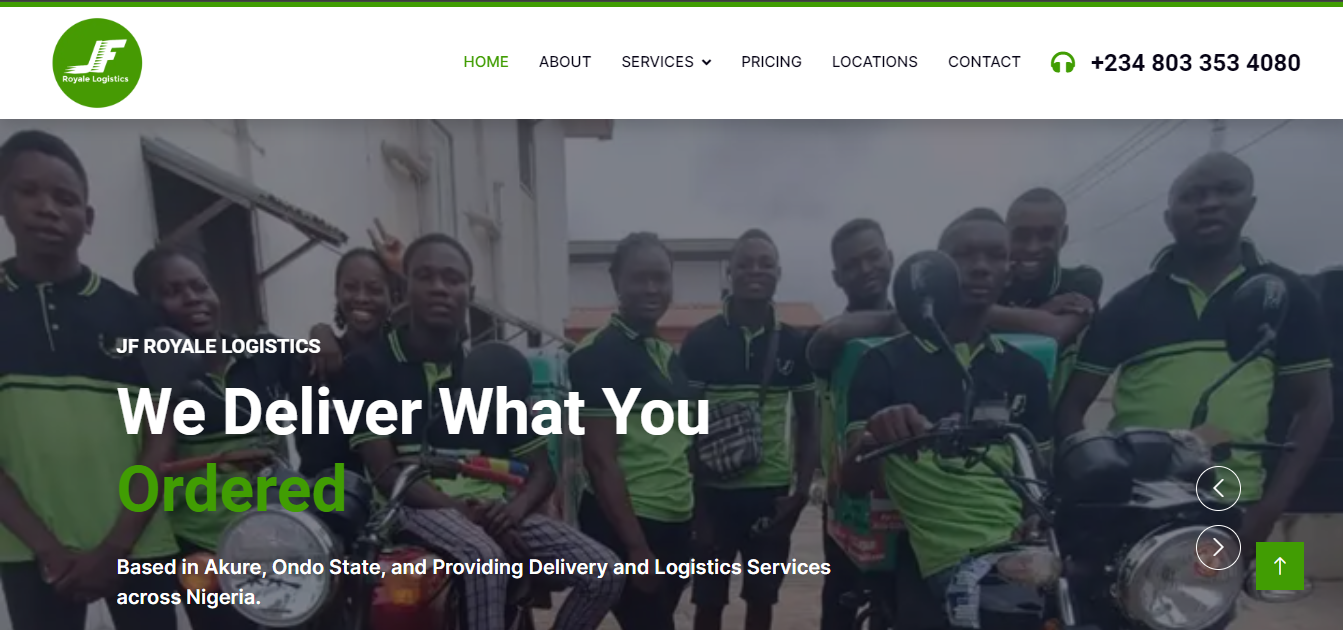 JF
Royale Logistics
HOME ABOUT SERVICES PRICING LOCATIONS CONTACT +234 803 353 4080
JF ROYALE LOGISTICS
We Deliver What You
Ordered
Based in Akure, Ondo State, and Providing Delivery and Logistics Services
across Nigeria.